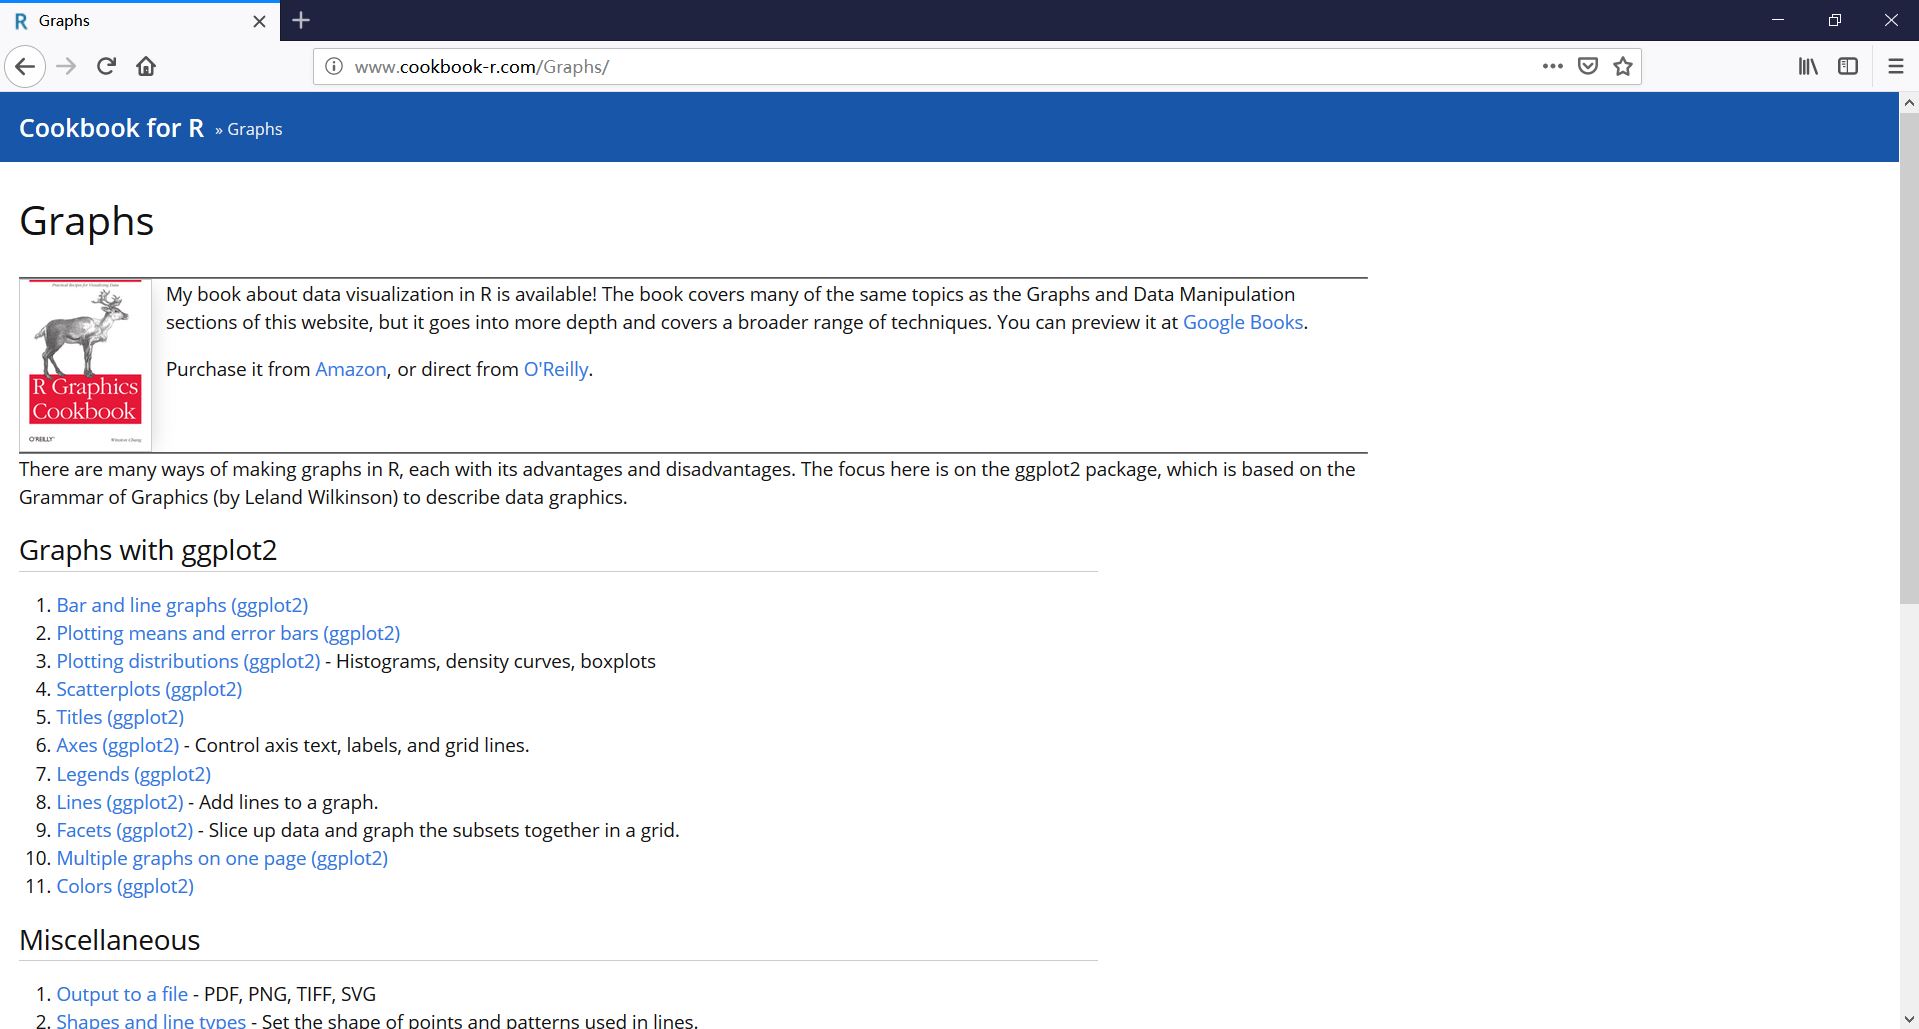 Graphs
www.cookbook-r.com/Graphs/
Cookbook for R » Graphs
Graphs
Practical Recipes for Visualizing Data
R Graphics
Cookbook
O'REILLY
Winston Chang
My book about data visualization in R is available! The book covers many of the same topics as the Graphs and Data Manipulation
sections of this website, but it goes into more depth and covers a broader range of techniques. You can preview it at Google Books.
Purchase it from Amazon, or direct from O'Reilly.
There are many ways of making graphs in R, each with its advantages and disadvantages. The focus here is on the ggplot2 package, which is based on the
Grammar of Graphics (by Leland Wilkinson) to describe data graphics.
Graphs with ggplot2
1. Bar and line graphs (ggplot2)
2. Plotting means and error bars (ggplot2)
3. Plotting distributions (ggplot2) - Histograms, density curves, boxplots
4. Scatterplots (ggplot2)
5. Titles (ggplot2)
6. Axes (ggplot2) - Control axis text, labels, and grid lines.
7. Legends (ggplot2)
8. Lines (ggplot2) - Add lines to a graph.
9. Facets (ggplot2) - Slice up data and graph the subsets together in a grid.
10. Multiple graphs on one page (ggplot2)
11. Colors (ggplot2)
Miscellaneous
1. Output to a file - PDF, PNG, TIFF, SVG
2. Shapes and line types - Set the shape of points and patterns used in lines.